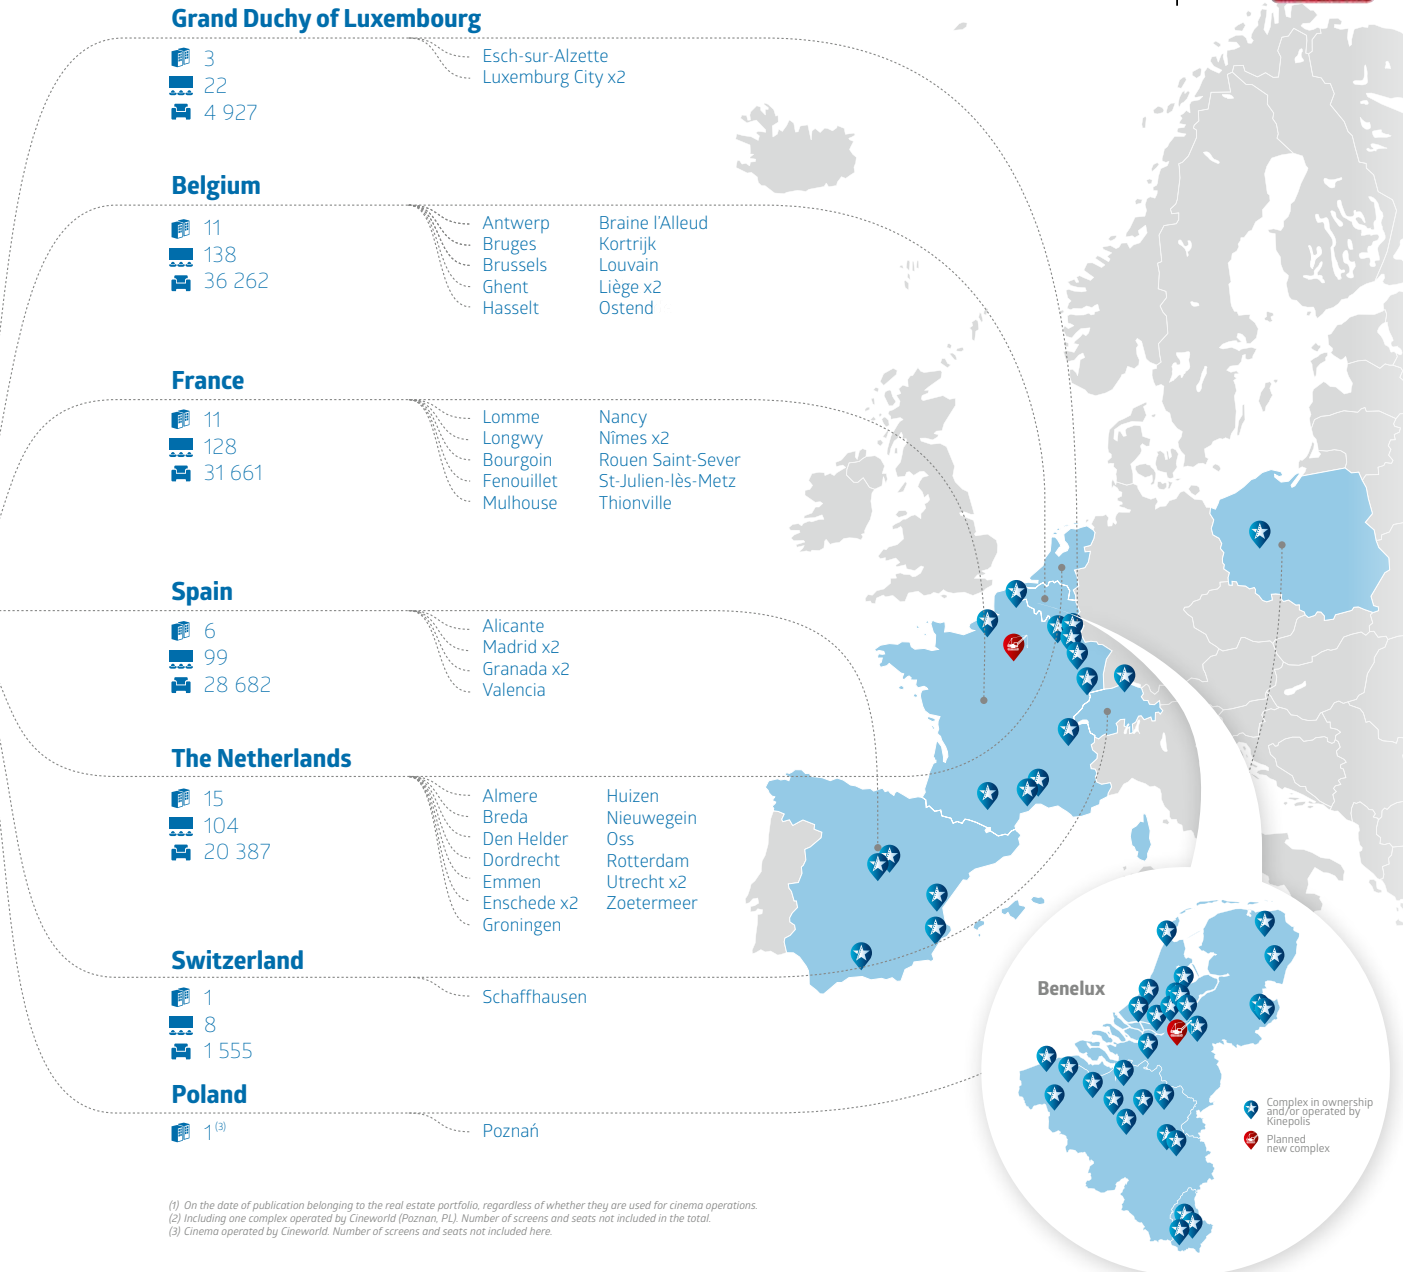 Grand Duchy of Luxembourg
3
22
4 927
Esch-sur-Alzette
Luxemburg City x2
Belgium
11
138
36 262
Antwerp
Bruges
Brussels
Ghent
Hasselt
Braine l'Alleud
Kortrijk
Louvain
Liège x2
Ostend
France
11
128
31 661
Lomme
Longwy
Bourgoin
Fenouillet
Mulhouse
Nancy
Nîmes x2
Rouen Saint-Sever
St-Julien-lès-Metz
Thionville
Spain
6
99
28 682
Alicante
Madrid x2
Granada x2
Valencia
The Netherlands
15
104
20 387
Almere
Breda
Den Helder
Dordrecht
Emmen
Enschede x2
Groningen
Huizen
Nieuwegein
Oss
Rotterdam
Utrecht x2
Zoetermeer
Switzerland
1
8
1 555
Schaffhausen
Poland
1(3)
Poznań
Benelux
Complex in ownership
and/or operated by
Kinepolis
Planned
new complex
(1) On the date of publication belonging to the real estate portfolio, regardless of whether they are used for cinema operations.
(2) Including one complex operated by Cineworld (Poznan, PL). Number of screens and seats not included in the total.
(3) Cinema operated by Cineworld. Number of screens and seats not included here.